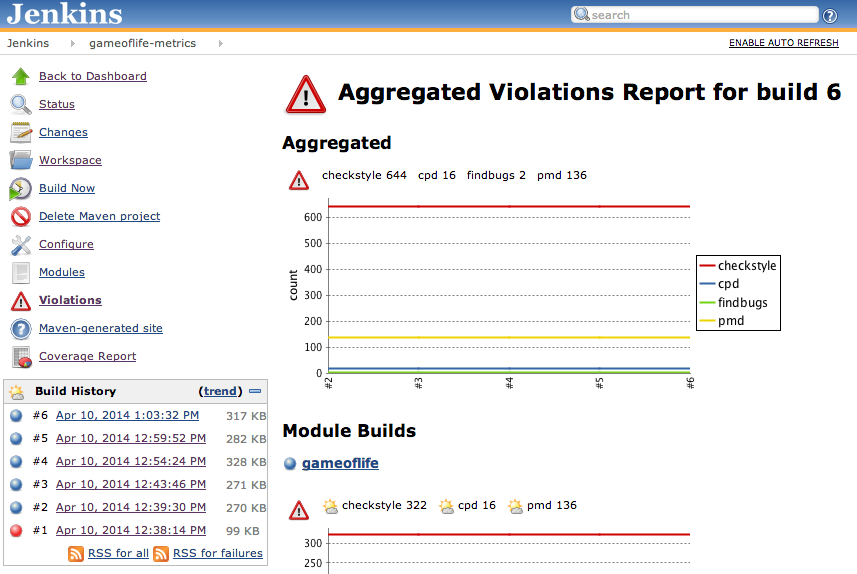 Jenkins
search
?
Jenkins gameoflife-metrics
ENABLE AUTO REFRESH
Back to Dashboard
Status
Changes
Workspace
Build Now
Delete Maven project
Configure
Modules
Violations
Maven-generated site
Coverage Report
Build History (trend)
#6 Apr 10, 2014 1:03:32 PM 317 KB
#5 Apr 10, 2014 12:59:52 PM 282 KB
#4 Apr 10, 2014 12:54:24 PM 328 KB
#3 Apr 10, 2014 12:43:46 PM 271 KB
#2 Apr 10, 2014 12:39:30 PM 270 KB
#1 Apr 10, 2014 12:38:14 PM 99 KB
RSS for all RSS for failures
Aggregated Violations Report for build 6
Aggregated
checkstyle 644 cpd 16 findbugs 2 pmd 136
count
600
500
400
300
200
100
0
#2 #3 #4 #5 #6
checkstyle
cpd
findbugs
pmd
Module Builds
gameoflife
checkstyle 322 cpd 16 pmd 136
300
250